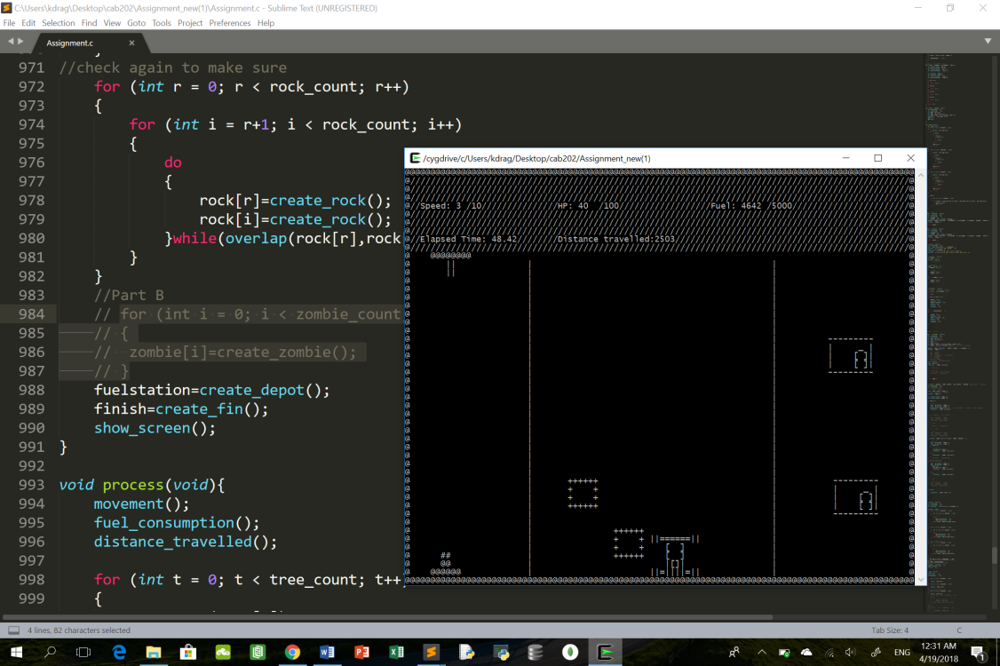 C:\Users\kdrag\Desktop\cab202\Assignment_new(1)\Assignment.c - Sublime Text (UNREGISTERED)
File Edit Selection Find View Goto Tools Project Preferences Help
Assignment.c
971 //check again to make sure
972 for (int r = 0; r < rock_count; r++)
973 {
974 for (int i = r+1; i < rock_count; i++)
975 {
976 do
977 {
978 rock[r]=create_rock();
979 rock[i]=create_rock();
980 }while(overlap(rock[r],rock
981 }
982 }
983 //Part B
984 // for (int i = 0; i < zombie_count
985 // {
986 // zombie[i]=create_zombie();
987 // }
988 fuelstation=create_depot();
989 finish=create_fin();
990 show_screen();
991 }
992
993 void process(void){
994 movement();
995 fuel_consumption();
996 distance_travelled();
997
998 for (int t = 0; t < tree_count; t++
999 {
/cygdrive/c/Users/kdrag/Desktop/cab202/Assignment_new(1)
Speed: 3 /10 HP: 40 /100 Fuel: 4642 /5000
Elapsed Time: 48.42 Distance travelled:2503
4 lines, 82 characters selected
Tab Size: 4
C
ENG
12:31 AM
4/19/2018
1